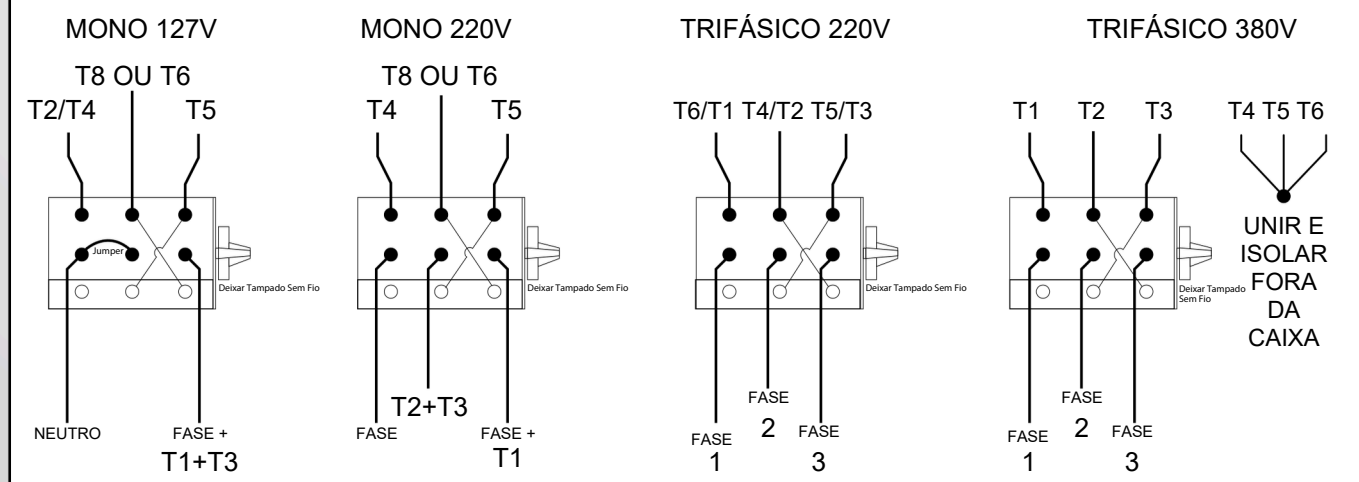 MONO 127V
T8 OU T6
T2/T4
T5
Jumper
Deixar Tampado Sem Fio
NEUTRO
FASE +
T1+T3
MONO 220V
T8 OU T6
T4
T5
Deixar Tampado Sem Fio
T2+T3
FASE
FASE +
T1
TRIFÁSICO 220V
T6/T1 T4/T2 T5/T3
Deixar Tampado Sem Fio
FASE
1
FASE
2
FASE
3
TRIFÁSICO 380V
T1
T2
T3
T4 T5 T6
Deixar Tampado
Sem Fio
UNIR E
ISOLAR
FORA
DA
CAIXA
FASE
1
FASE
2
FASE
3